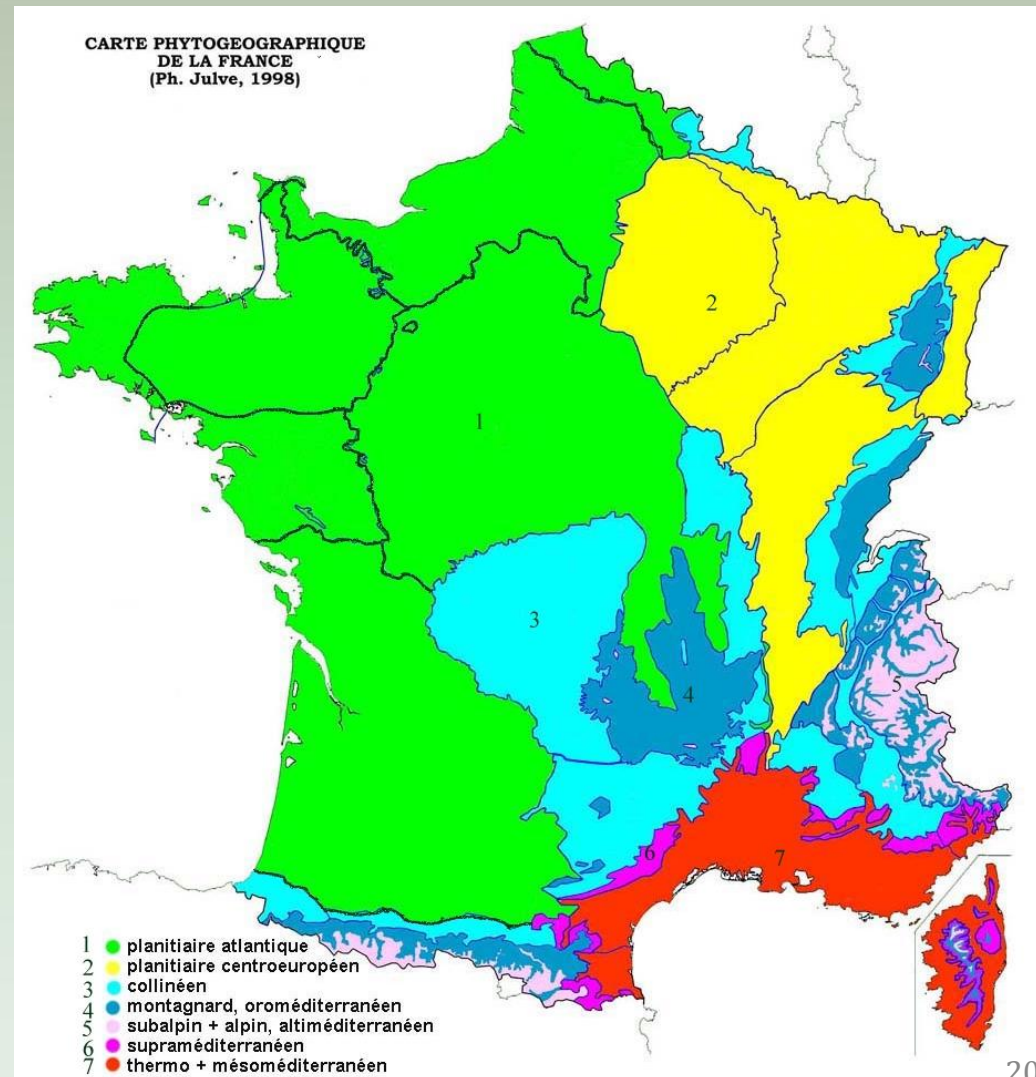 CARTE PHYTOGEOGRAPHIQUE
DE LA FRANCE
(Ph. Julve, 1998)
2
1
3
4
5
6
7
1 planitiaire atlantique
2 planitiaire centroeuropéen
3 collinéen
4 montagnard, oroméditerranéen
5 subalpin + alpin, altiméditerranéen
6 supraméditerranéen
7 thermo + mésoméditerranéen
20